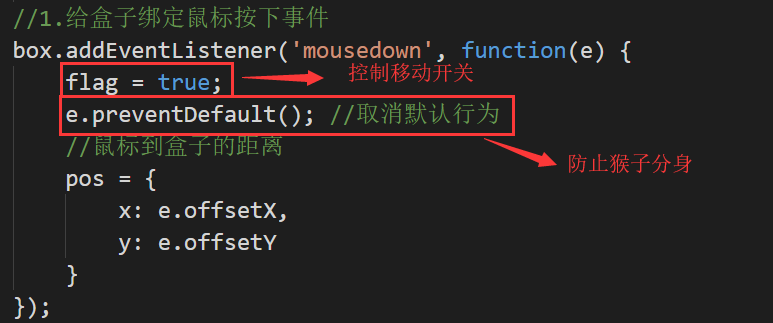 //1.给盒子绑定鼠标按下事件
box.addEventListener('mousedown', function(e) {
flag = true;
控制移动开关
e.preventDefault(); //取消默认行为
//鼠标到盒子的距离
防止猴子分身
pos = {
x: e.offsetX,
y: e.offsetY
}
});